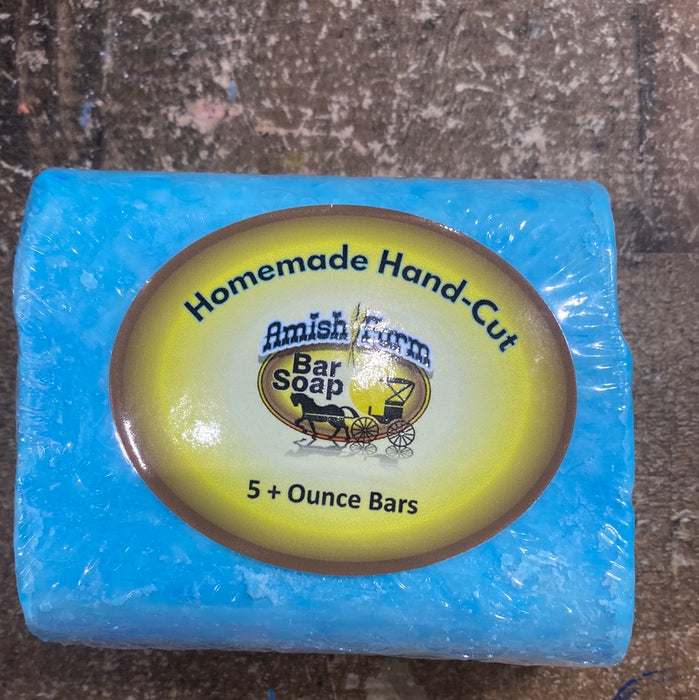 Homemade Hand-Cut
Amish Farm
Bar
Soap
5 + Ounce Bars